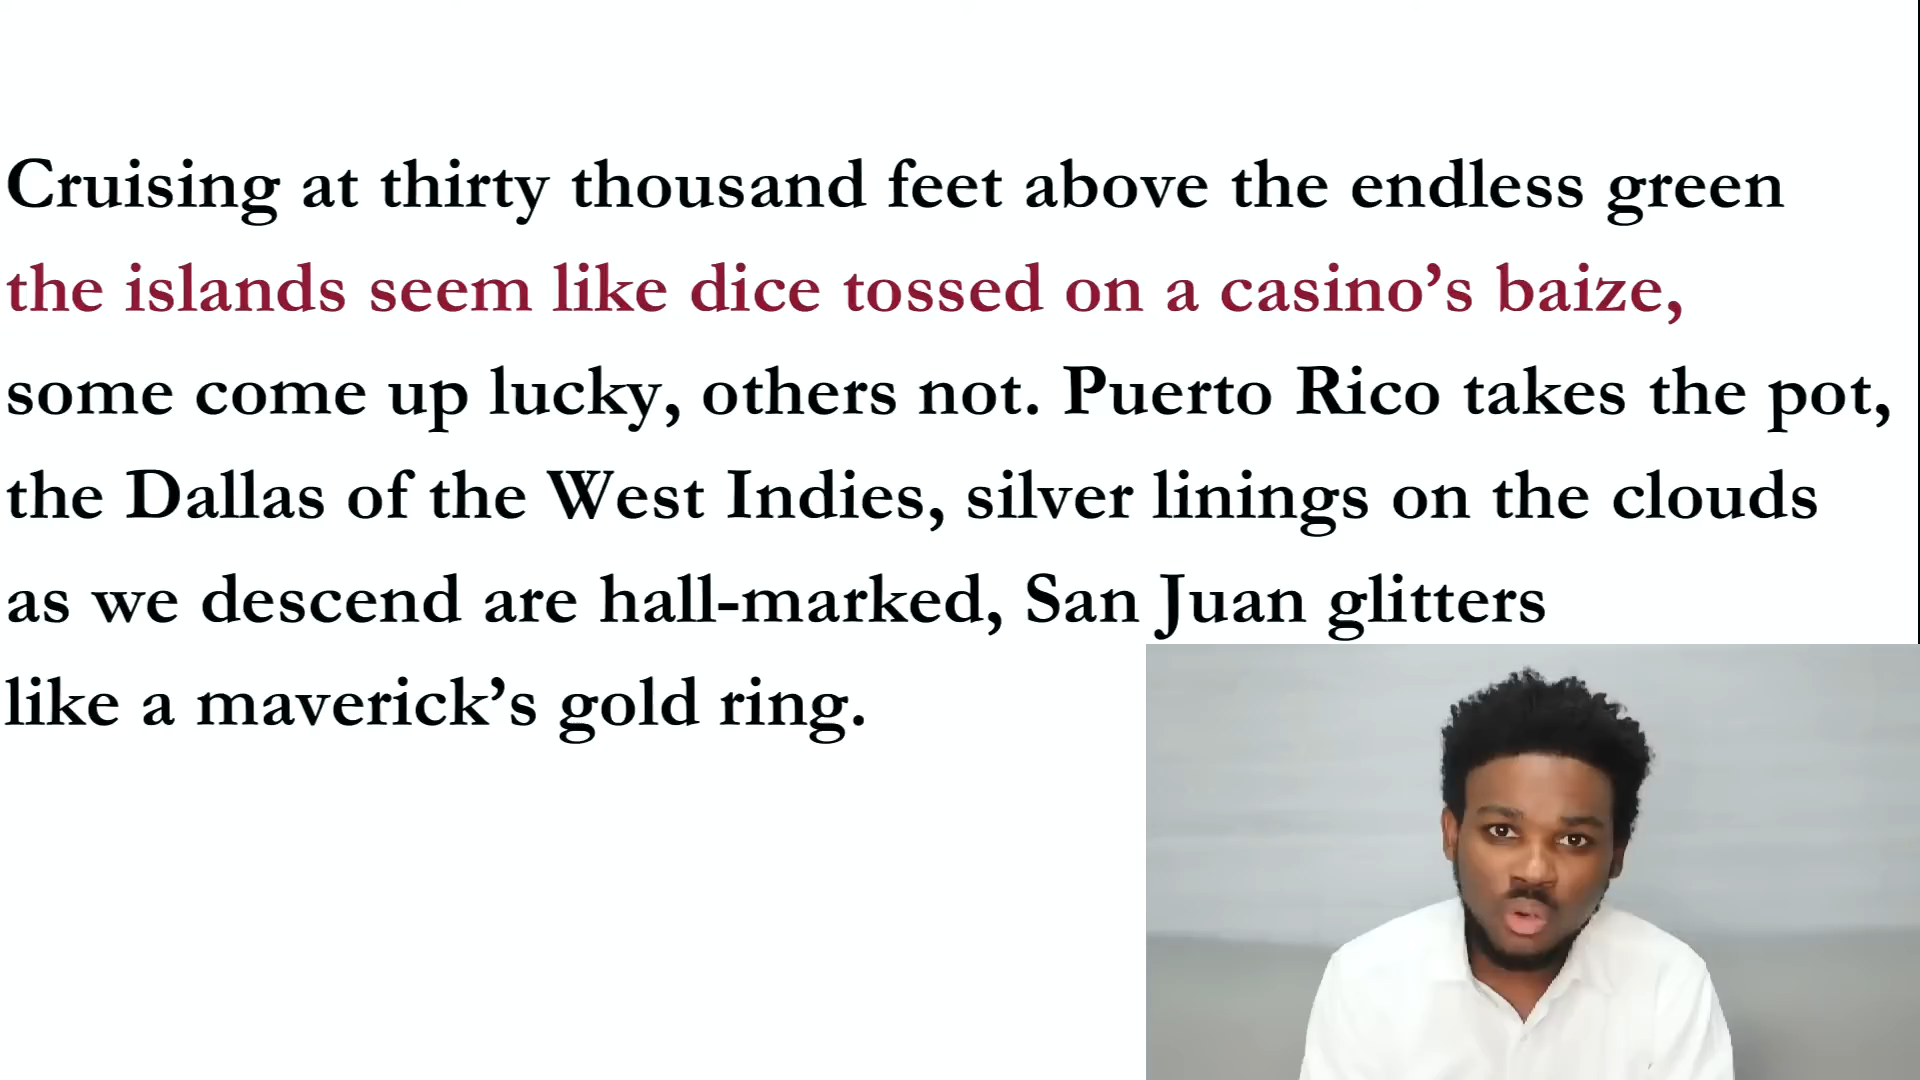 Cruising at thirty thousand feet above the endless green
the islands seem like dice tossed on a casino’s baize,
some come up lucky, others not. Puerto Rico takes the pot,
the Dallas of the West Indies, silver linings on the clouds
as we descend are hall-marked, San Juan glitters
like a maverick’s gold ring.